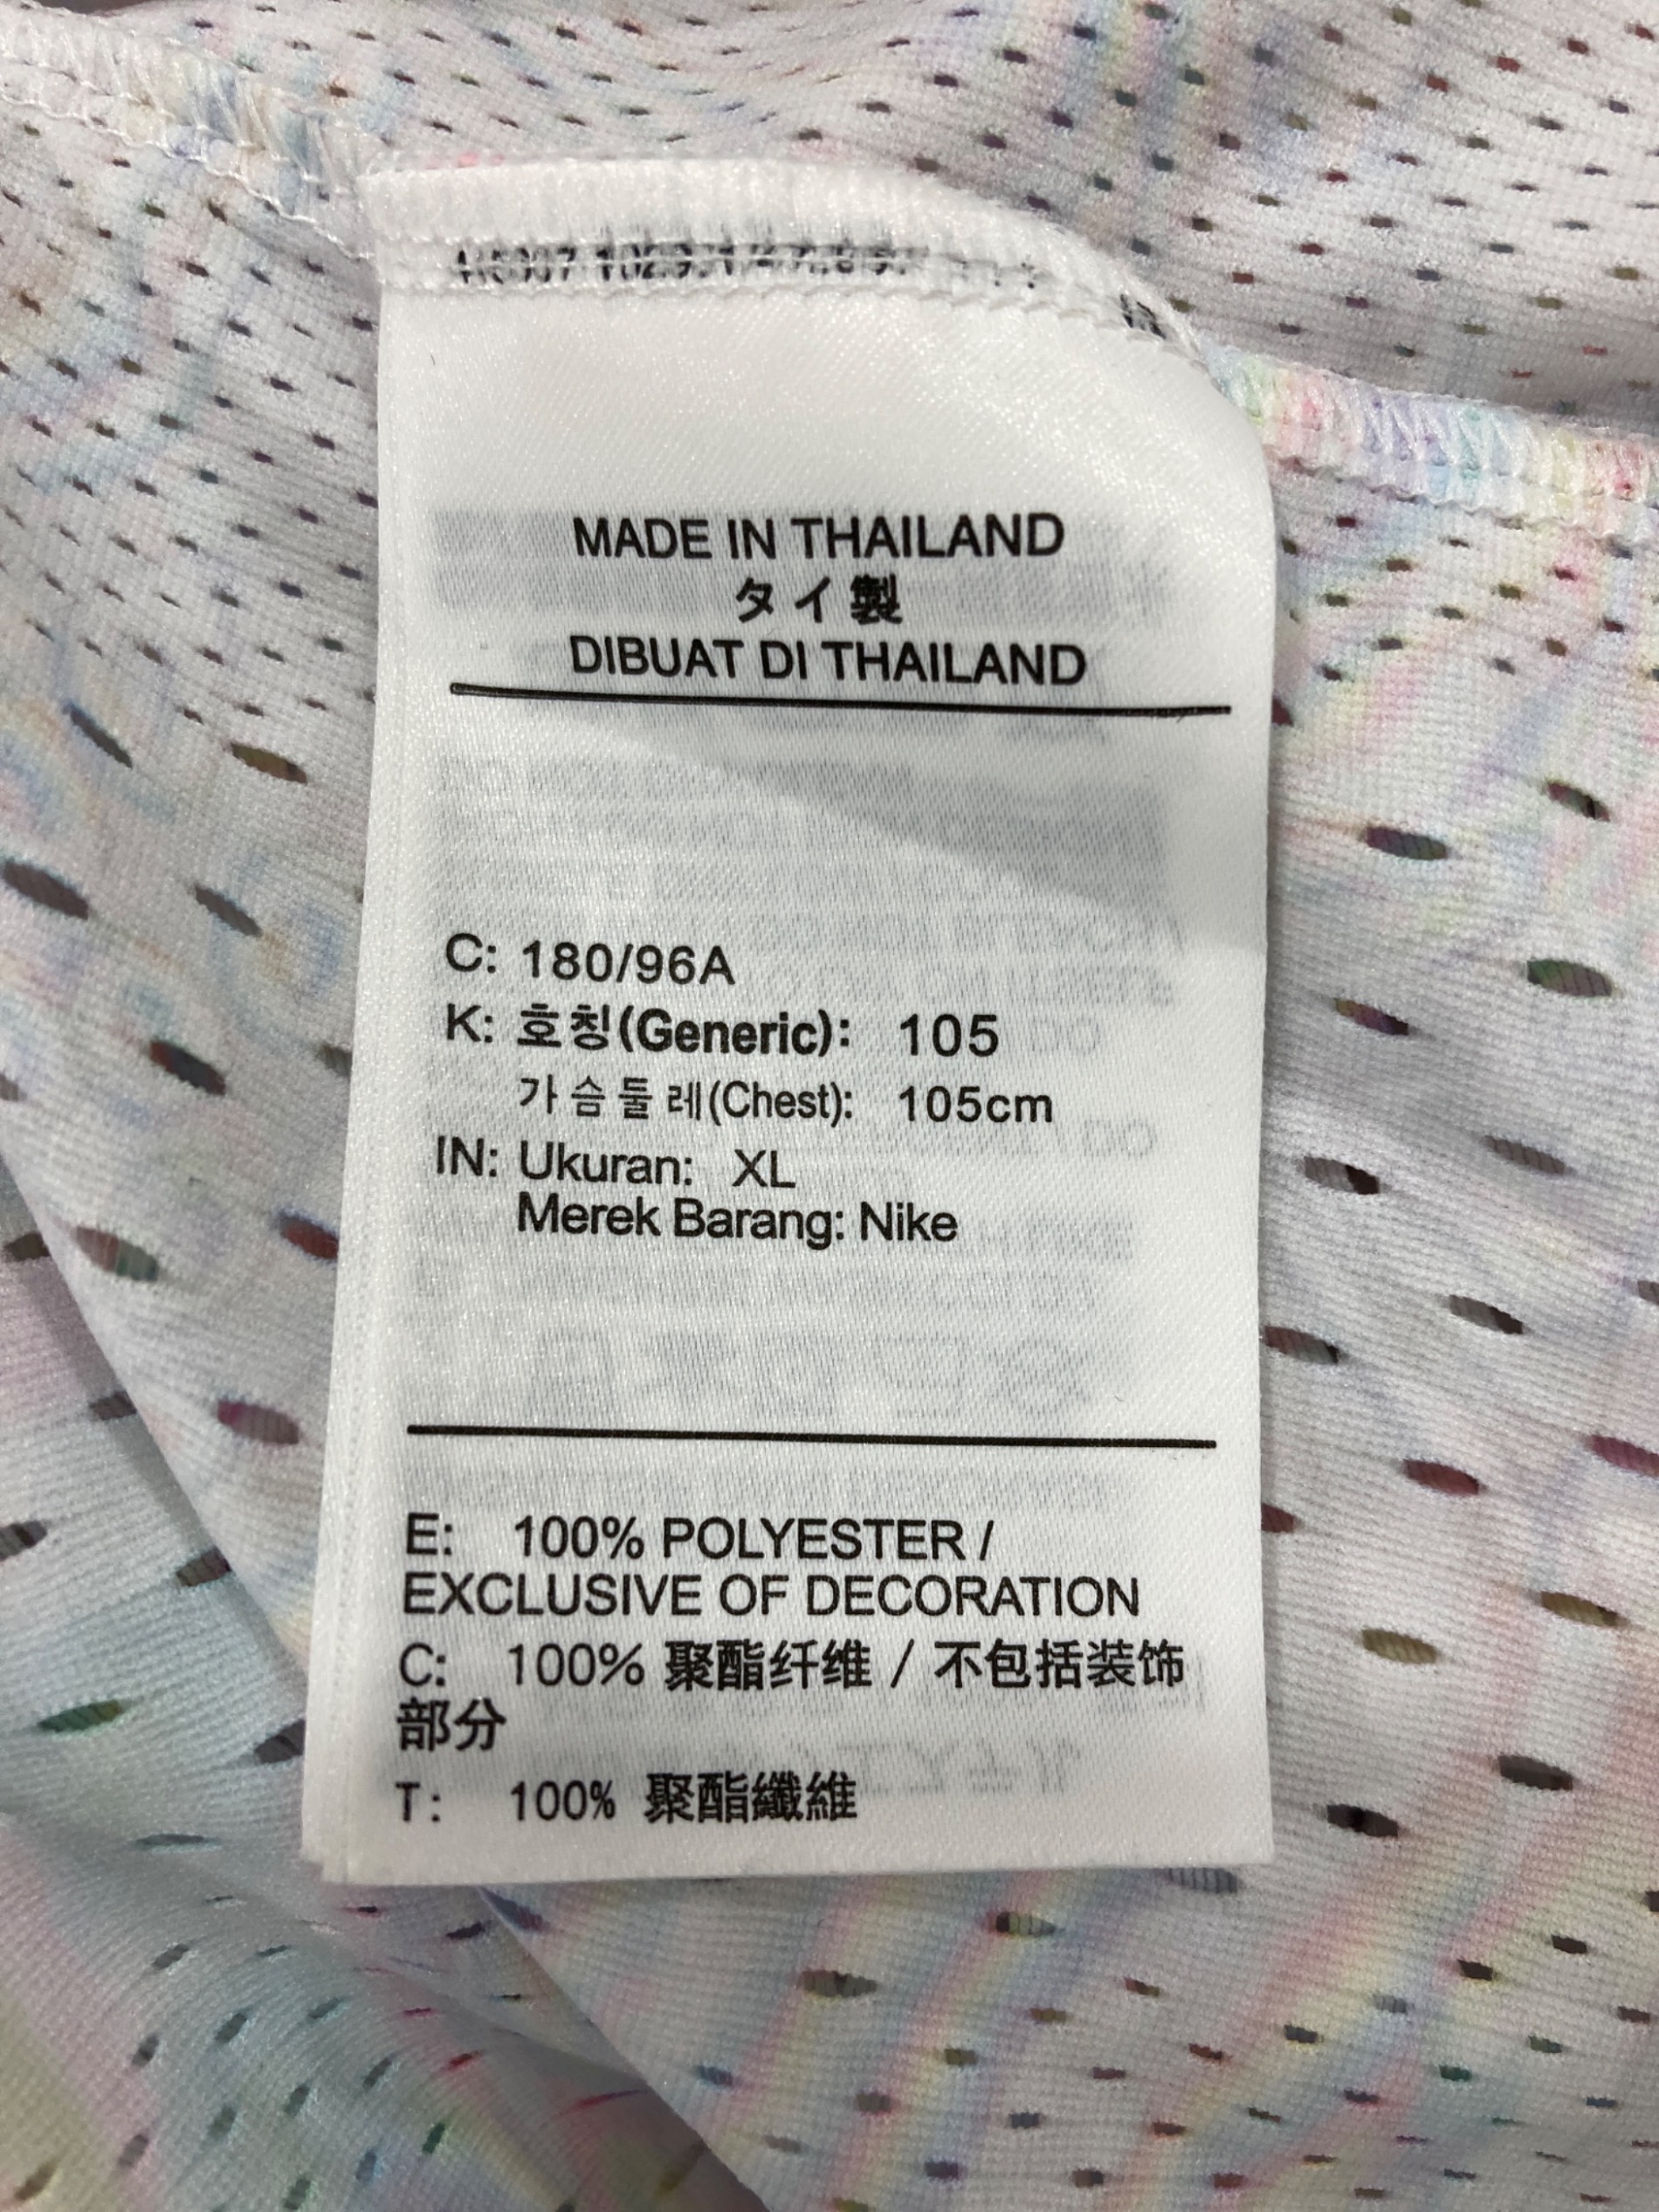 MADE IN THAILAND
タイ製
DIBUAT DI THAILAND
C: 180/96A
K: 호칭(Generic): 105
가슴둘레(Chest): 105cm
IN: Ukuran: XL
Merek Barang: Nike
E: 100% POLYESTER /
EXCLUSIVE OF DECORATION
C: 100% 聚酯纤维 / 不包括装饰
部分
T: 100% 聚酯纖維